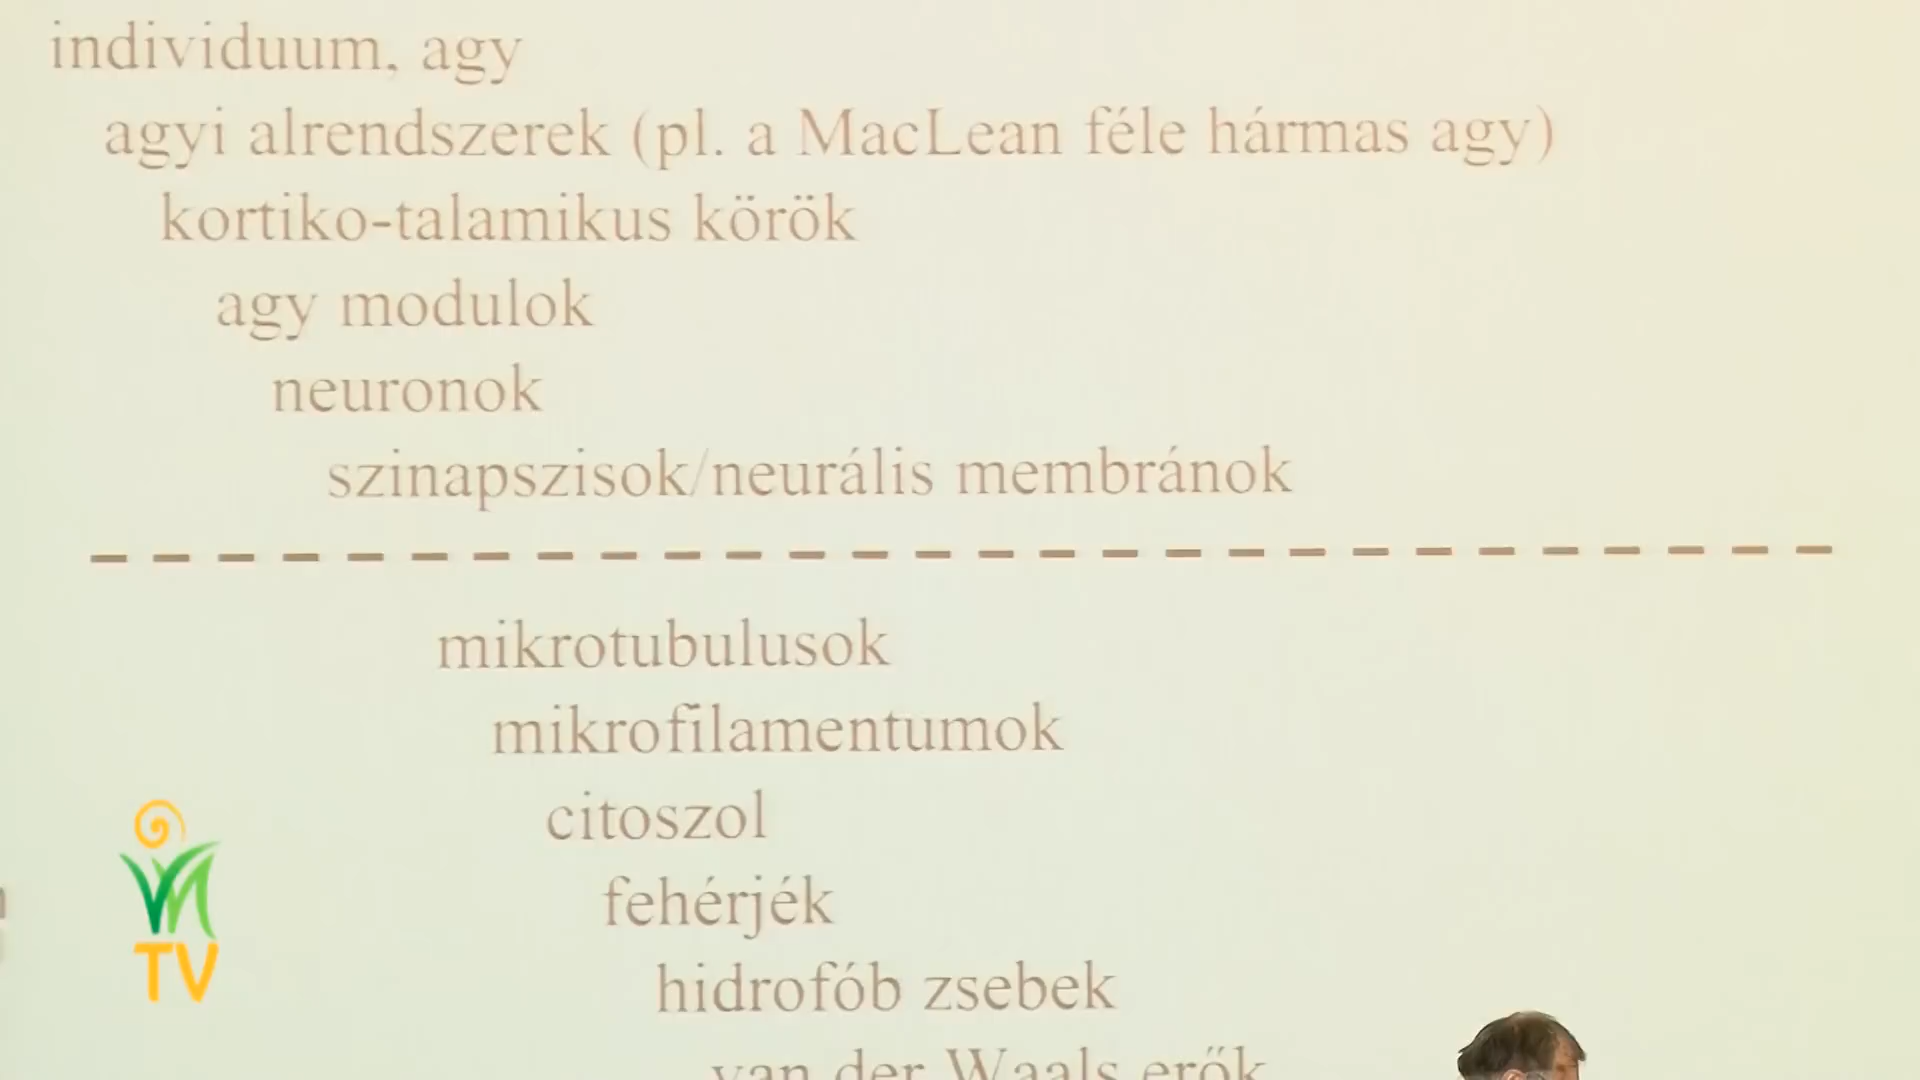 individuum, agy
agyi alrendszerek (pl. a MacLean féle hármas agy)
kortiko-talamikus körök
agy modulok
neuronok
szinapszisok/neurális membránok
mikrotubulusok
mikrofilamentumok
citoszol
fehérjék
hidrofób zsebek
van der Waals erők
VM
TV